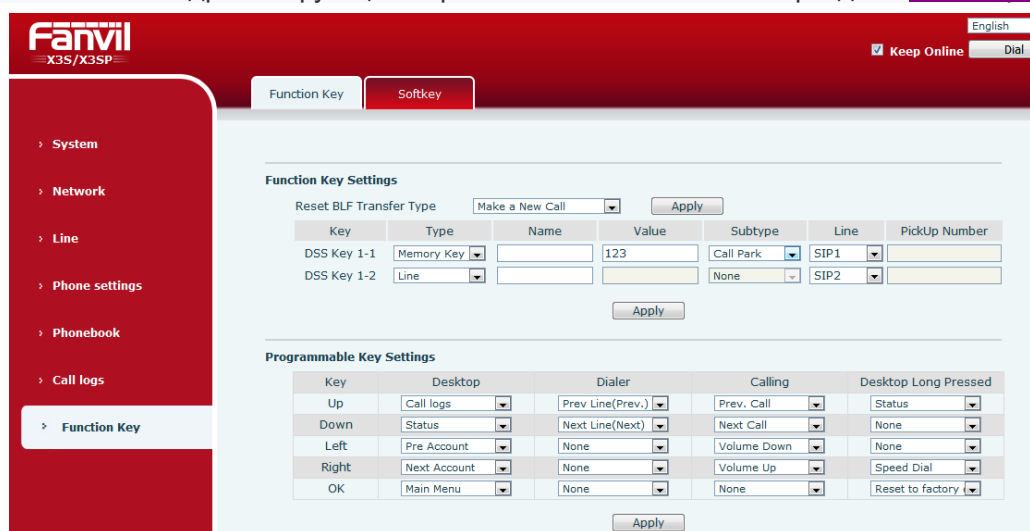 Fanvil
X3S/X3SP
English
Keep Online Dial
Function Key Softkey
System
Network
Line
Phone settings
Phonebook
Call logs
Function Key
Function Key Settings
Reset BLF Transfer Type Make a New Call Apply
Key Type Name Value Subtype Line PickUp Number
DSS Key 1-1 Memory Key 123 Call Park SIP1
DSS Key 1-2 Line None SIP2
Apply
Programmable Key Settings
Key Desktop Dialer Calling Desktop Long Pressed
Up Call logs Prev Line(Prev.) Prev. Call Status
Down Status Next Line(Next) Next Call None
Left Pre Account None Volume Down None
Right Next Account None Volume Up Speed Dial
OK Main Menu None None Reset to factory
Apply